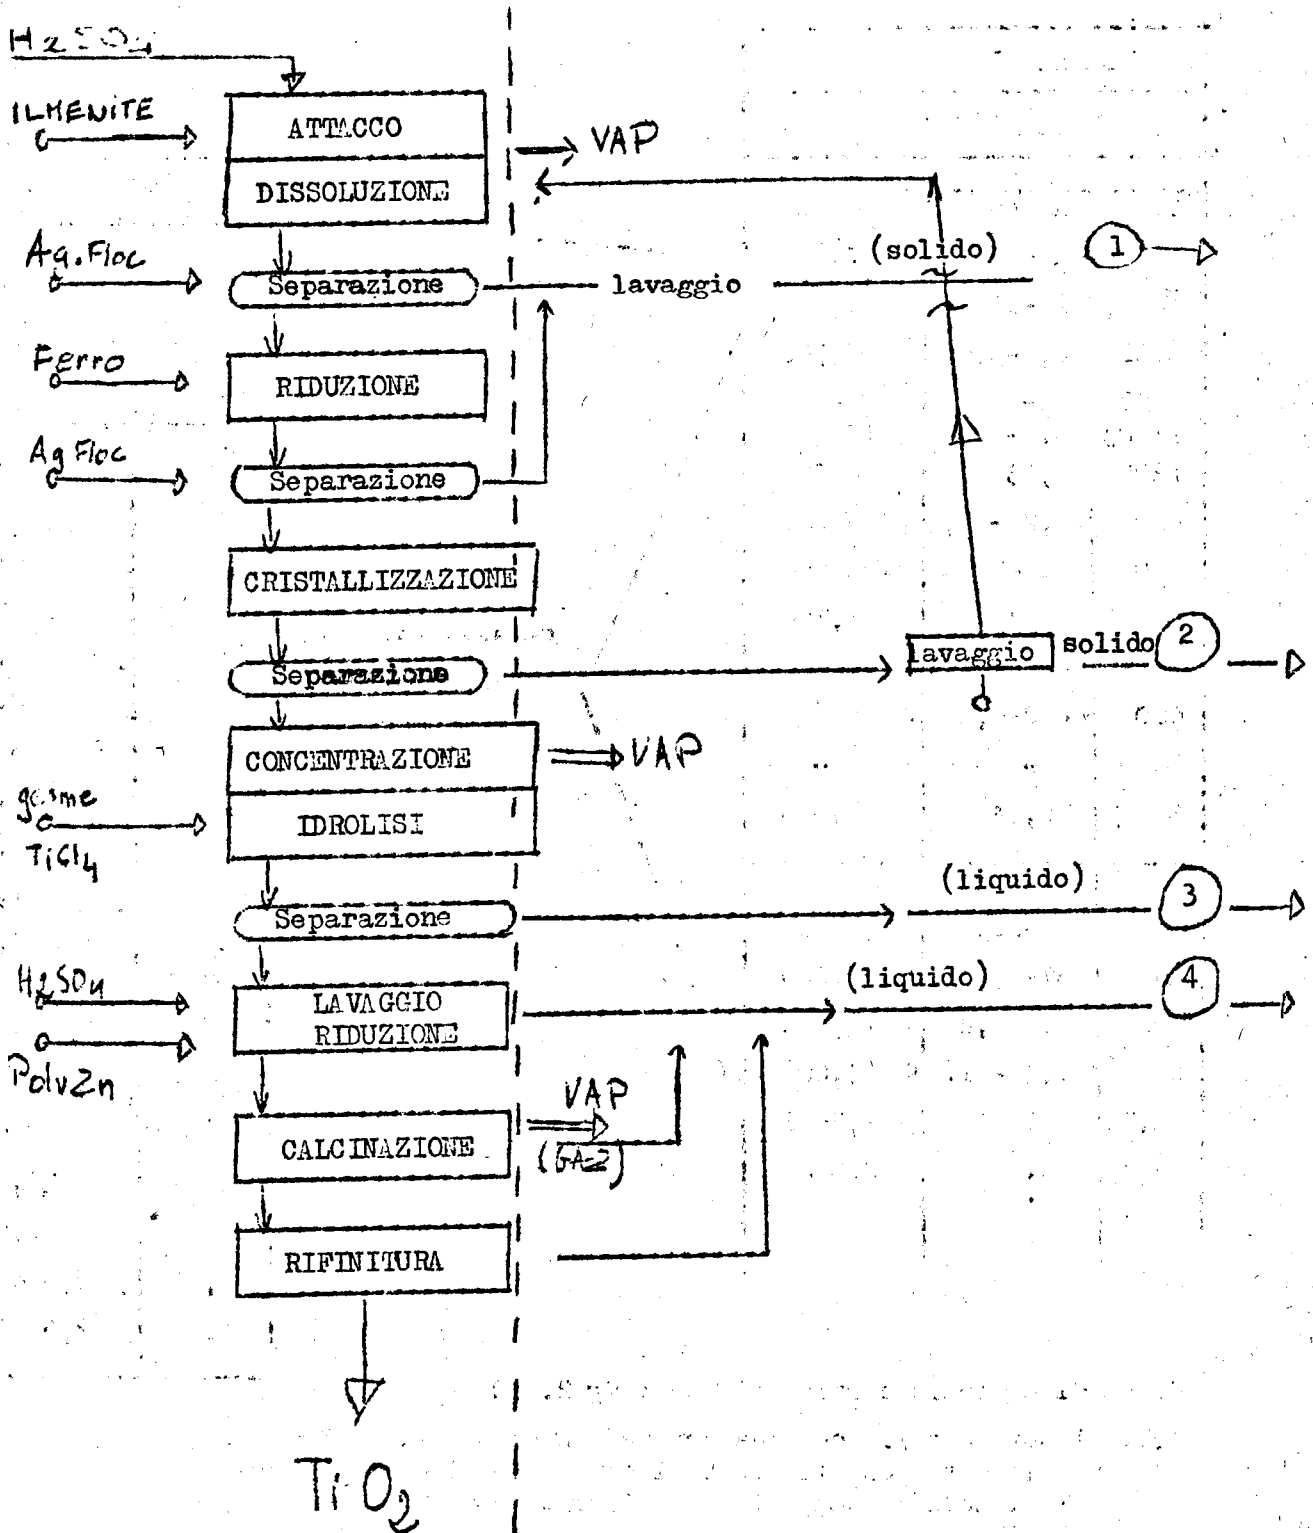 H2SO4
ILMENITE
ATTACCO
VAP
DISSOLUZIONE
Ag.Floc
Separazione
lavaggio
(solido)
1
Ferro
RIDUZIONE
Ag Floc
Separazione
CRISTALLIZZAZIONE
Separazione
lavaggio
solido
2
CONCENTRAZIONE
VAP
TiCl4
IDROLISI
Separazione
(liquido)
3
H2SO4
LAVAGGIO
RIDUZIONE
(liquido)
4
PolvZn
CALCINAZIONE
VAP
RIFINITURA
TiO2